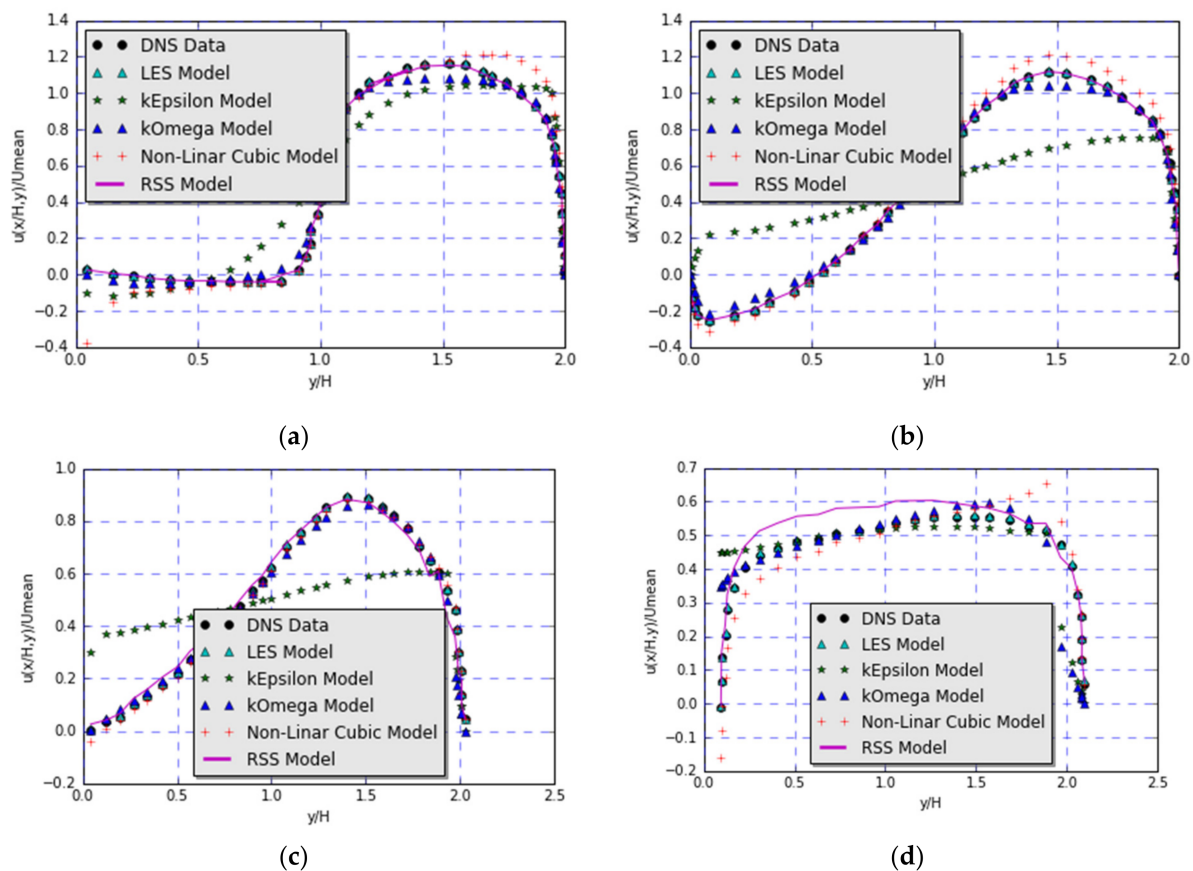 1.4
1.2
1.0
0.8
0.6
0.4
0.2
0.0
−0.2
−0.4
u(x/H,y)/Umean
DNS Data
LES Model
kEpsilon Model
kOmega Model
Non-Linar Cubic Model
RSS Model
0.0 0.5 1.0 1.5 2.0
y/H
(a)
1.4
1.2
1.0
0.8
0.6
0.4
0.2
0.0
−0.2
−0.4
u(x/H,y)/Umean
DNS Data
LES Model
kEpsilon Model
kOmega Model
Non-Linar Cubic Model
RSS Model
0.0 0.5 1.0 1.5 2.0
y/H
(b)
1.0
0.8
0.6
0.4
0.2
0.0
−0.2
u(x/H,y)/Umean
DNS Data
LES Model
kEpsilon Model
kOmega Model
Non-Linar Cubic Model
RSS Model
0.0 0.5 1.0 1.5 2.0 2.5
y/H
(c)
0.7
0.6
0.5
0.4
0.3
0.2
0.1
0.0
−0.1
−0.2
u(x/H,y)/Umean
DNS Data
LES Model
kEpsilon Model
kOmega Model
Non-Linar Cubic Model
RSS Model
0.0 0.5 1.0 1.5 2.0 2.5
y/H
(d)